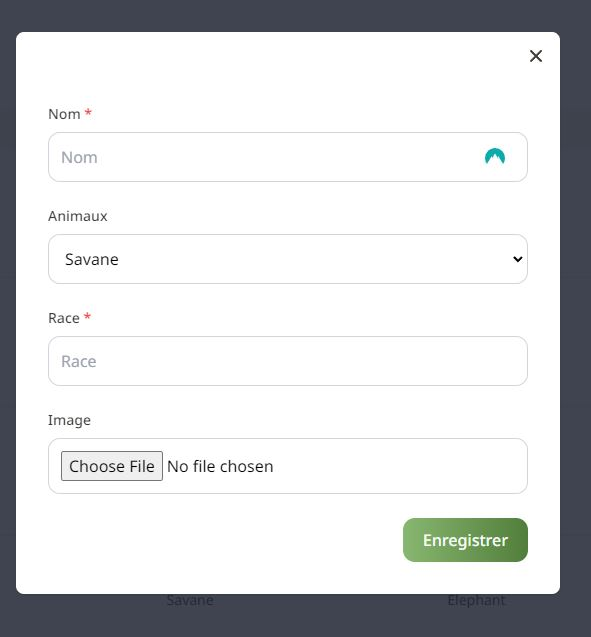 Nom *
Nom
Animaux
Savane
Race *
Race
Image
Choose File No file chosen
Enregistrer
Savane Elephant